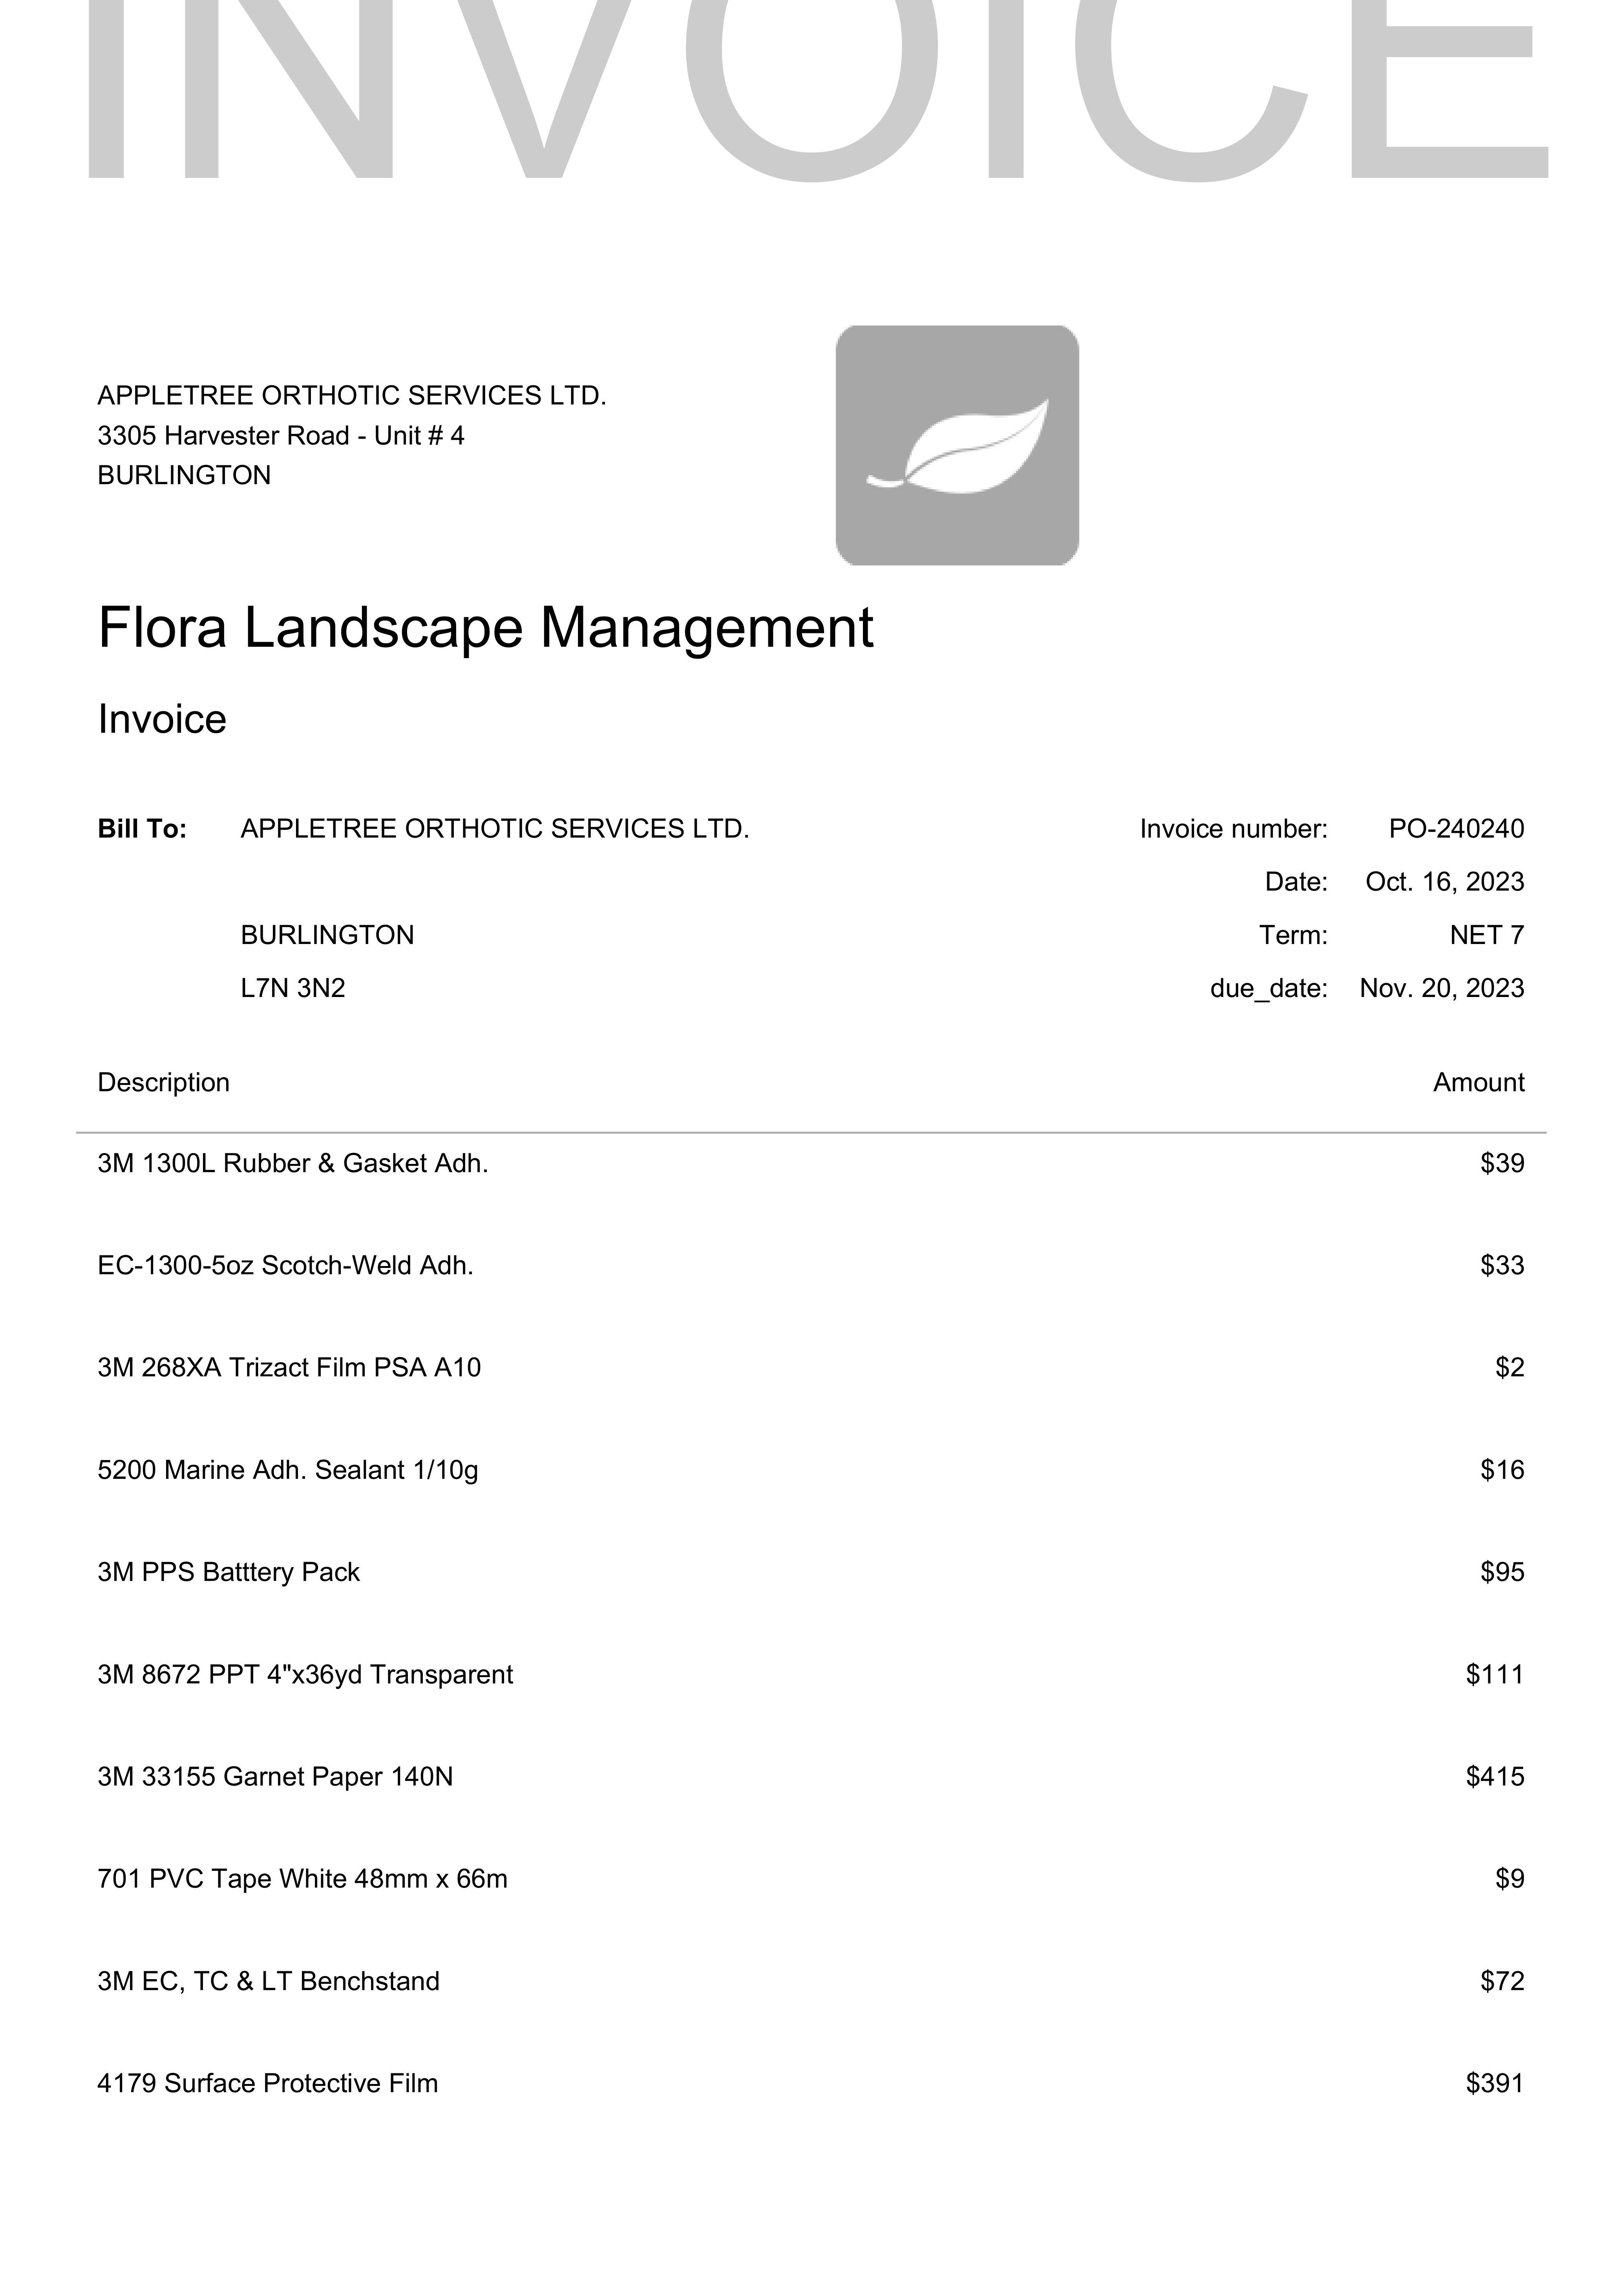 INVOICE
APPLETREE ORTHOTIC SERVICES LTD.
3305 Harvester Road - Unit # 4
BURLINGTON
Flora Landscape Management
Invoice
Bill To: APPLETREE ORTHOTIC SERVICES LTD. Invoice number: PO-240240
Date: Oct. 16, 2023
BURLINGTON Term: NET 7
L7N 3N2 due_date: Nov. 20, 2023
Description Amount
3M 1300L Rubber & Gasket Adh. $39
EC-1300-5oz Scotch-Weld Adh. $33
3M 268XA Trizact Film PSA A10 $2
5200 Marine Adh. Sealant 1/10g $16
3M PPS Batttery Pack $95
3M 8672 PPT 4"x36yd Transparent $111
3M 33155 Garnet Paper 140N $415
701 PVC Tape White 48mm x 66m $9
3M EC, TC & LT Benchstand $72
4179 Surface Protective Film $391